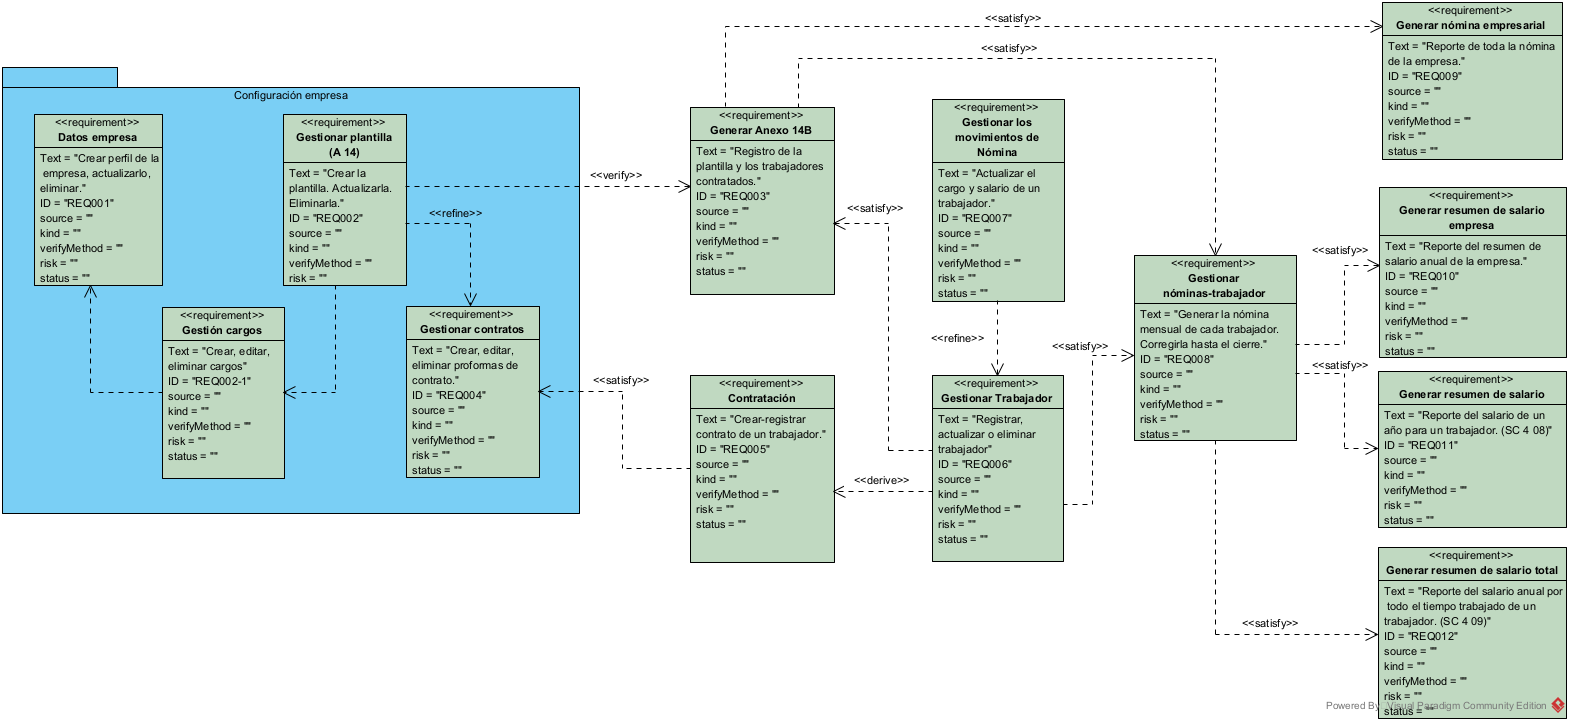 Configuración empresa
<<requirement>>
Datos empresa
Text = "Crear perfil de la
empresa, actualizarlo,
eliminar."
ID = "REQ001"
source = ""
kind = ""
verifyMethod = ""
risk = ""
status = ""
<<requirement>>
Gestionar plantilla
(A 14)
Text = "Crear la
plantilla. Actualizarla.
Eliminarla."
ID = "REQ002"
source = ""
kind = ""
verifyMethod = ""
risk = ""
<<requirement>>
Gestión cargos
Text = "Crear, editar,
eliminar cargos"
ID = "REQ002-1"
source = ""
kind = ""
verifyMethod = ""
risk = ""
status = ""
<<refine>>
<<requirement>>
Gestionar contratos
Text = "Crear, editar,
eliminar proformas de
contrato."
ID = "REQ004"
source = ""
kind = ""
verifyMethod = ""
risk = ""
status = ""
<<verify>>
<<satisfy>>
<<requirement>>
Generar Anexo 14B
Text = "Registro de la
plantilla y los trabajadores
contratados."
ID = "REQ003"
source = ""
kind = ""
verifyMethod = ""
risk = ""
status = ""
<<requirement>>
Contratación
Text = "Crear-registrar
contrato de un trabajador."
ID = "REQ005"
source = ""
kind = ""
verifyMethod = ""
risk = ""
status = ""
<<satisfy>>
<<satisfy>>
<<satisfy>>
<<derive>>
<<requirement>>
Gestionar los
movimientos de
Nómina
Text = "Actualizar el
cargo y salario de un
trabajador."
ID = "REQ007"
source = ""
kind = ""
verifyMethod = ""
risk = ""
status = ""
<<refine>>
<<requirement>>
Gestionar Trabajador
Text = "Registrar,
actualizar o eliminar
trabajador"
ID = "REQ006"
source = ""
kind = ""
verifyMethod = ""
risk = ""
status = ""
<<satisfy>>
<<requirement>>
Gestionar
nóminas-trabajador
Text = "Generar la nómina
mensual de cada trabajador.
Corregirla hasta el cierre."
ID = "REQ008"
source = ""
kind = ""
verifyMethod = ""
risk = ""
status = ""
<<satisfy>>
<<satisfy>>
<<satisfy>>
<<requirement>>
Generar nómina empresarial
Text = "Reporte de toda la nómina
de la empresa."
ID = "REQ009"
source = ""
kind = ""
verifyMethod = ""
risk = ""
status = ""
<<requirement>>
Generar resumen de salario
empresa
Text = "Reporte del resumen de
salario anual de la empresa."
ID = "REQ010"
source = ""
kind = ""
verifyMethod = ""
risk = ""
status = ""
<<requirement>>
Generar resumen de salario
Text = "Reporte del salario de un
año para un trabajador. (SC 4 08)"
ID = "REQ011"
source = ""
kind = ""
verifyMethod = ""
risk = ""
status = ""
<<requirement>>
Generar resumen de salario total
Text = "Reporte del salario anual por
todo el tiempo trabajado de un
trabajador. (SC 4 09)"
ID = "REQ012"
source = ""
kind = ""
verifyMethod = ""
risk = ""
status = ""
Powered By Visual Paradigm Community Edition